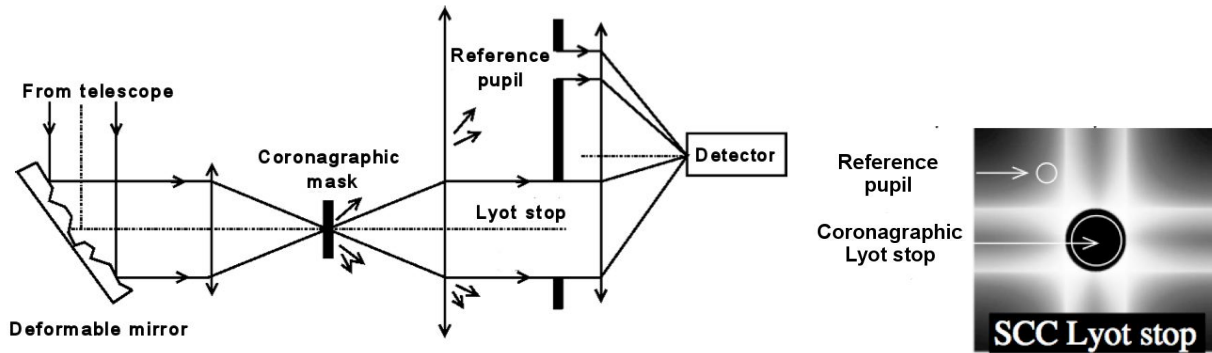 Reference
pupil
From telescope
Coronagraphic
mask
Lyot stop
Detector
Deformable mirror
Reference
pupil
Coronagraphic
Lyot stop
SCC Lyot stop